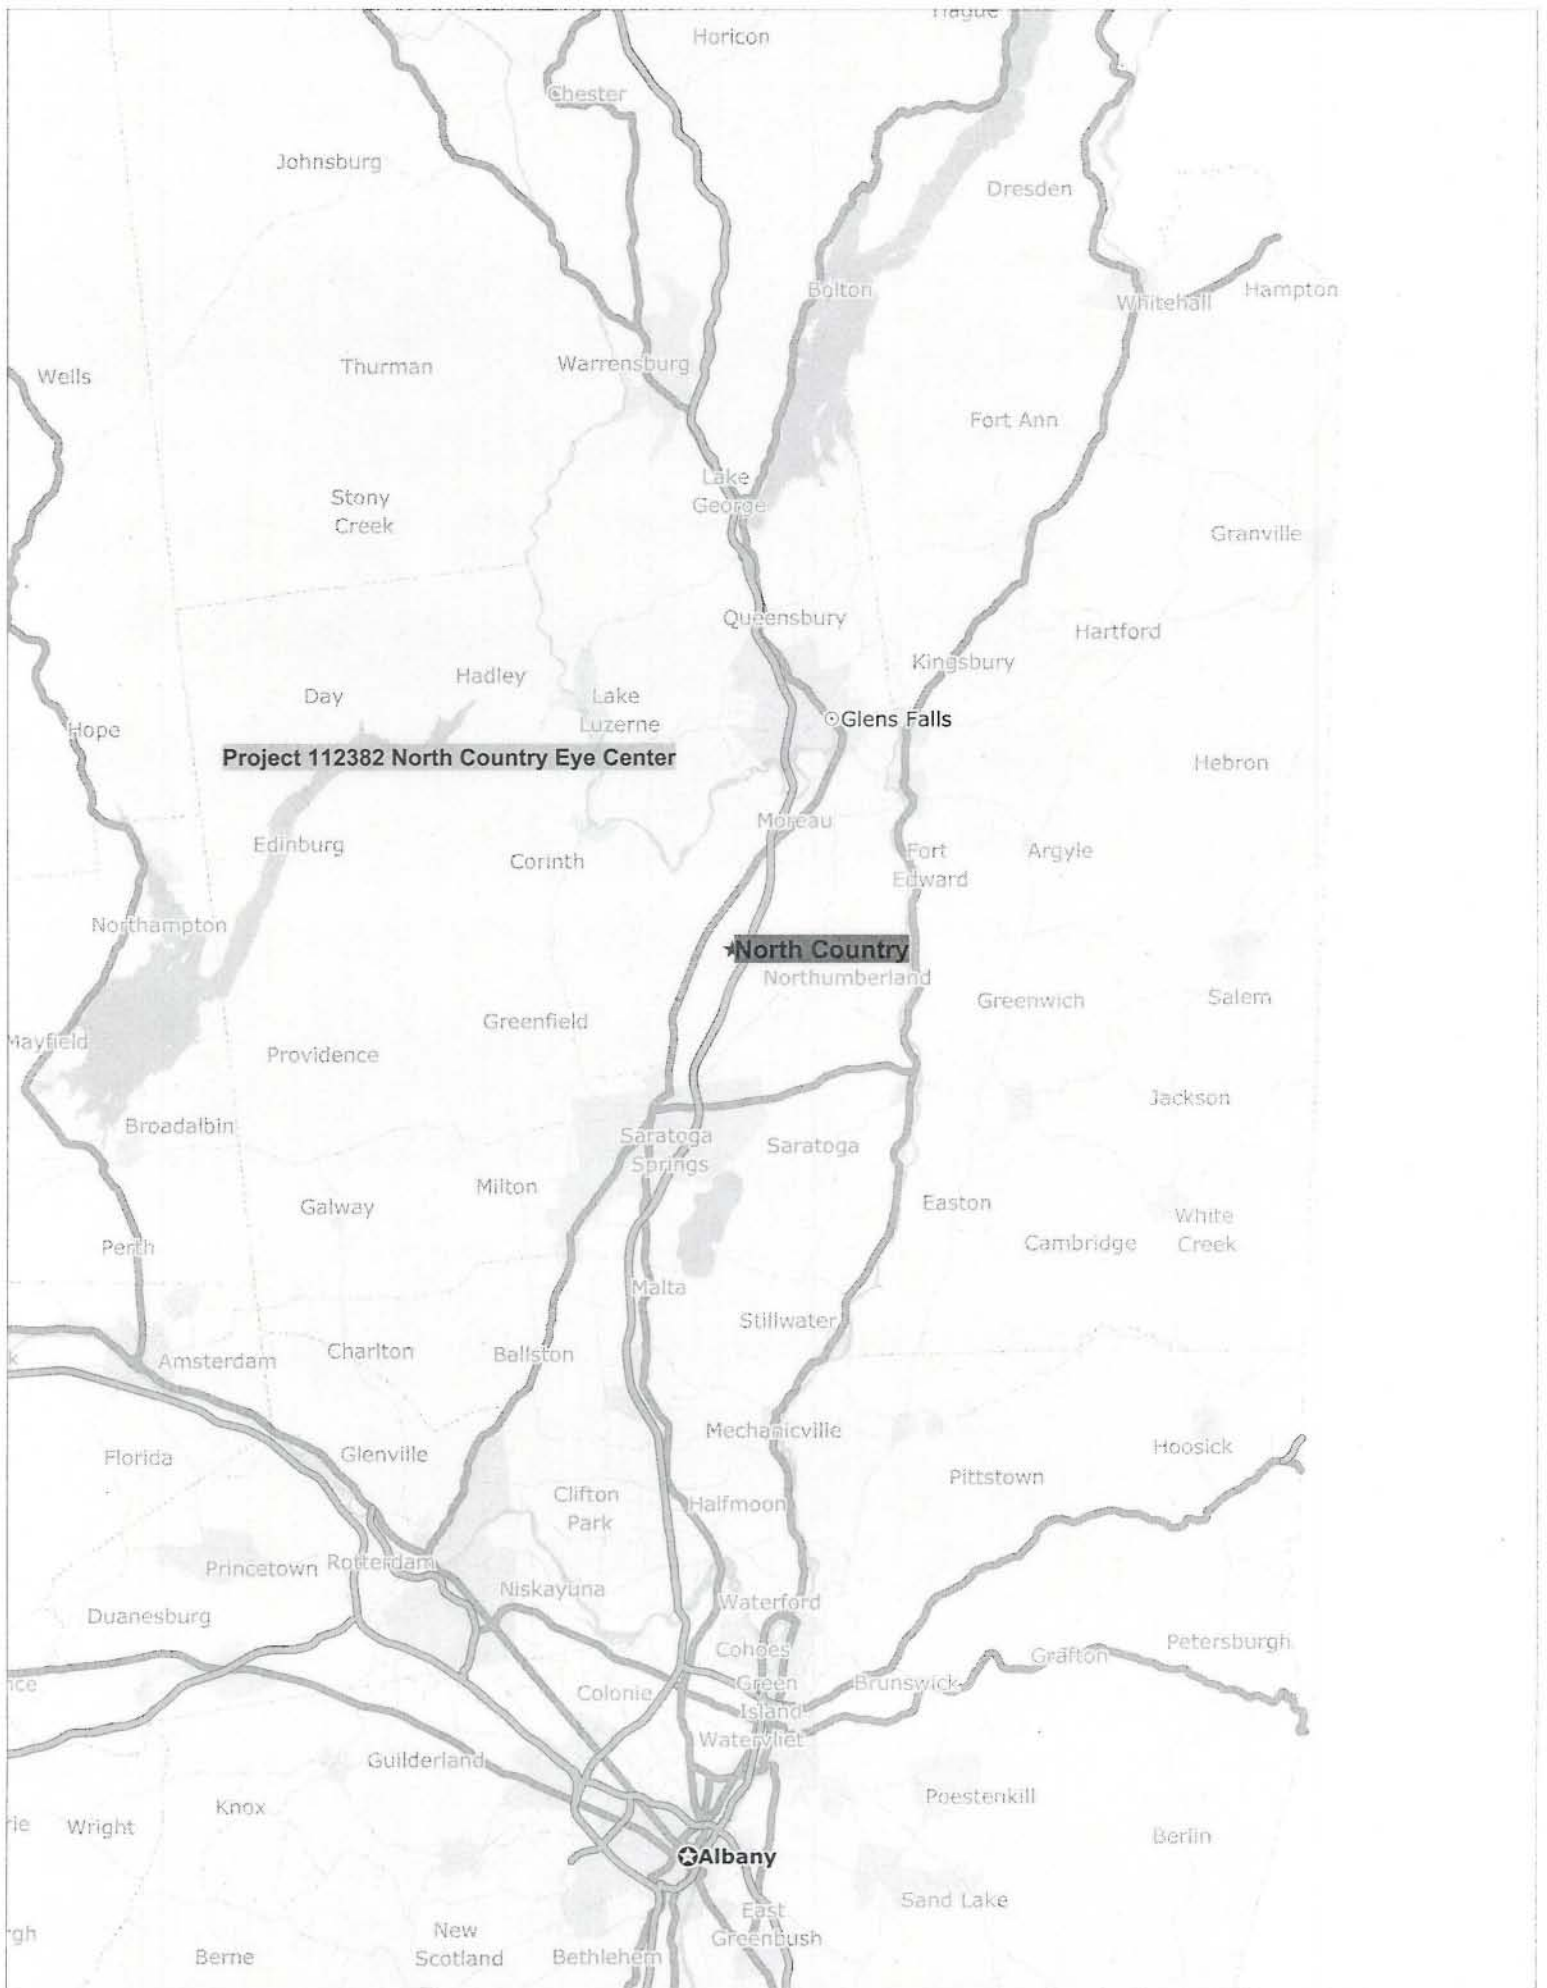 Hague
Horicon
Chester
Johnsburg
Dresden
Bolton
Whitehall
Hampton
Thurman
Warrensburg
Wells
Fort Ann
Lake
George
Stony
Creek
Granville
Queensbury
Hartford
Kingsbury
Hadley
Day
Lake
Luzerne
Glens Falls
Hope
Project 112382 North Country Eye Center
Hebron
Moreau
Edinburg
Corinth
Fort
Edward
Argyle
Northampton
North Country
Northumberland
Greenwich
Salem
Greenfield
Mayfield
Providence
Jackson
Broadalbin
Saratoga
Springs
Saratoga
Milton
Galway
Easton
White
Creek
Cambridge
Perth
Malta
Stillwater
k
Amsterdam
Charlton
Ballston
Mechanicville
Florida
Glenville
Hoosick
Pittstown
Clifton
Park
Halfmoon
Princetown
Rotterdam
Niskayuna
Waterford
Duanesburg
Cohoes
Petersburgh
Grafton
nce
Colonie
Green
Island
Brunswick
Watervliet
Guilderland
Poestenkill
Knox
rie
Wright
Berlin
Albany
Sand Lake
East
Greenbush
rgh
Berne
New
Scotland
Bethlehem